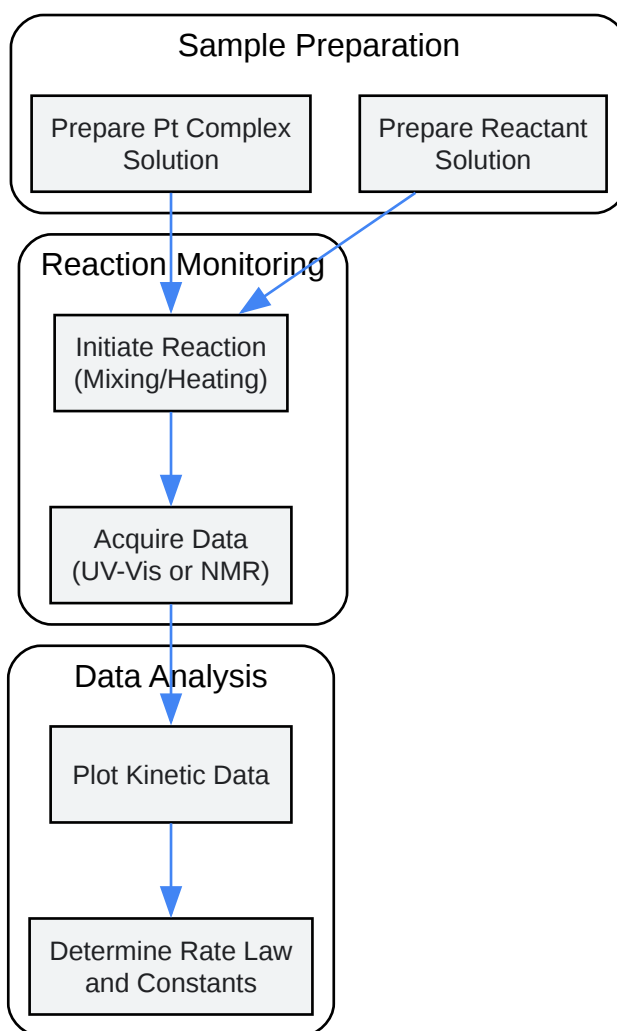 Sample Preparation
Prepare Pt Complex
Solution
Prepare Reactant
Solution
Reaction Monitoring
Initiate Reaction
(Mixing/Heating)
Acquire Data
(UV-Vis or NMR)
Data Analysis
Plot Kinetic Data
Determine Rate Law
and Constants